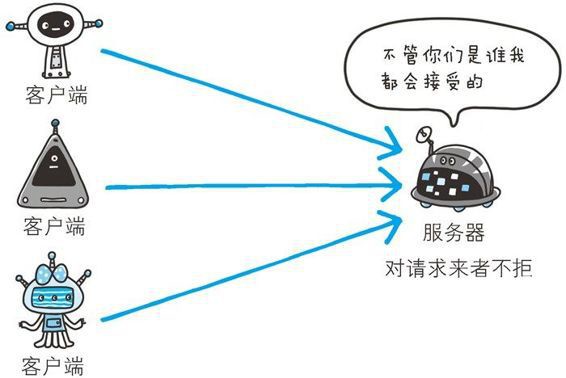 不管你们是谁我
都会接受的
客户端
客户端
服务器
对请求来者不拒
客户端